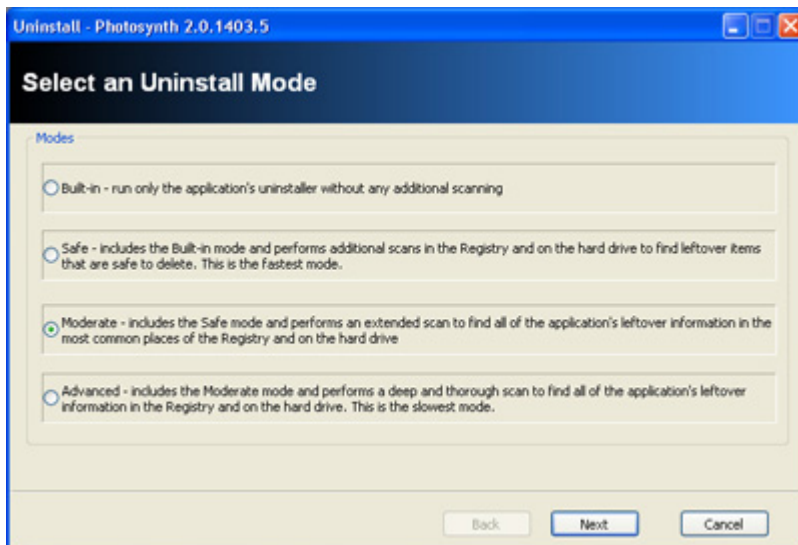 Uninstall - Photosynth 2.0.1403.5
Select an Uninstall Mode
Modes
Built-in - run only the application's uninstaller without any additional scanning
Safe - includes the Built-in mode and performs additional scans in the Registry and on the hard drive to find leftover items
that are safe to delete. This is the fastest mode.
Moderate - includes the Safe mode and performs an extended scan to find all of the application's leftover information in the
most common places of the Registry and on the hard drive
Advanced - includes the Moderate mode and performs a deep and thorough scan to find all of the application's leftover
information in the Registry and on the hard drive. This is the slowest mode.
Back Next Cancel